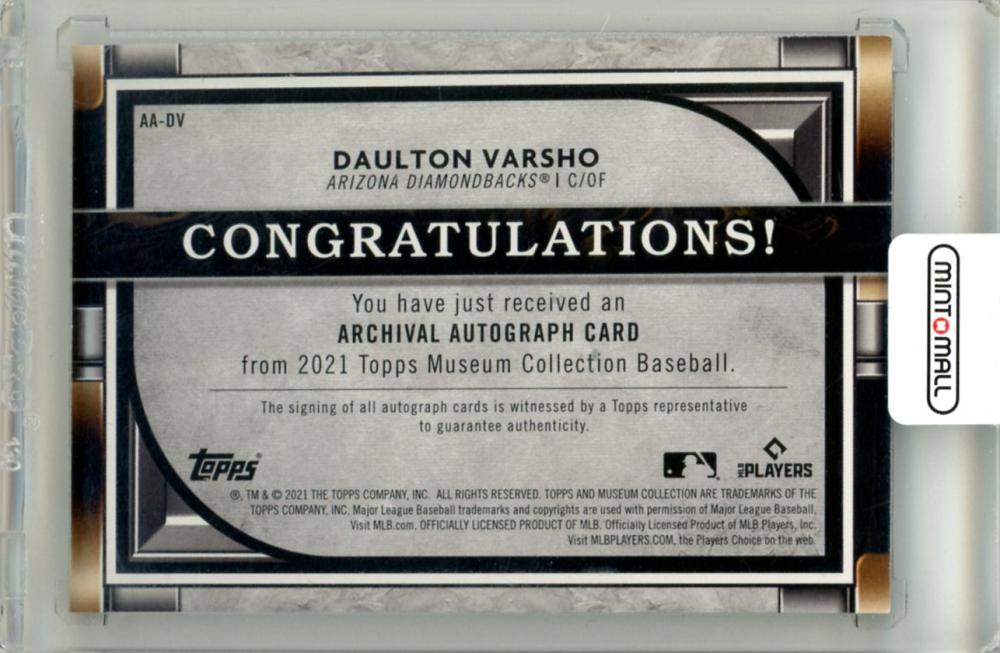 AA-DV
DAULTON VARSHO
ARIZONA DIAMONDBACKS® | C/OF
CONGRATULATIONS!
You have just received an
ARCHIVAL AUTOGRAPH CARD
from 2021 Topps Museum Collection Baseball.
The signing of all autograph cards is witnessed by a Topps representative
to guarantee authenticity.
topps®
MLB PLAYERS
®, TM & © 2021 THE TOPPS COMPANY, INC. ALL RIGHTS RESERVED. TOPPS AND MUSEUM COLLECTION ARE TRADEMARKS OF THE
TOPPS COMPANY, INC. Major League Baseball trademarks and copyrights are used with permission of Major League Baseball.
Visit MLB.com. OFFICIALLY LICENSED PRODUCT OF MLB. Officially Licensed Product of MLB Players, Inc.
Visit MLBPLAYERS.COM, the Players Choice on the web.
MINT MALL